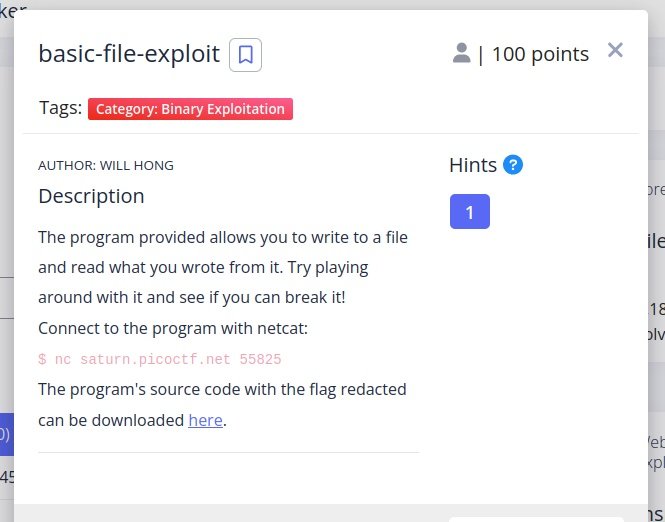 ker
basic-file-exploit
| 100 points
Tags: Category: Binary Exploitation
AUTHOR: WILL HONG
Hints ?
Description
1
The program provided allows you to write to a file
and read what you wrote from it. Try playing
around with it and see if you can break it!
Connect to the program with netcat:
$ nc saturn.picoctf.net 55825
The program's source code with the flag redacted
can be downloaded here.
0)
45
ore
ile
18
olv